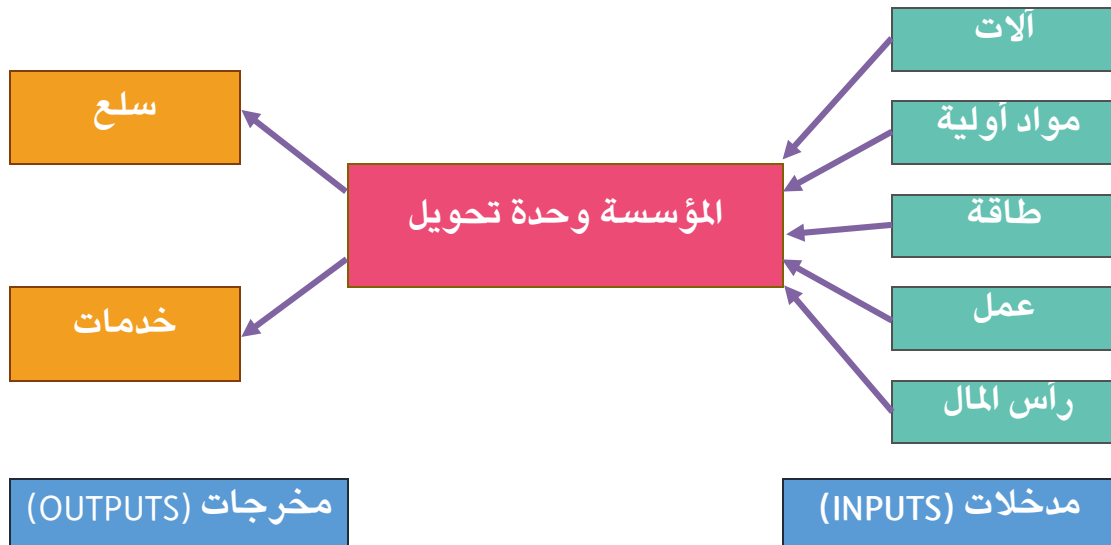 آلات
مواد أولية
طاقة
عمل
رأس المال
المؤسسة وحدة تحويل
سلع
خدمات
مدخلات (INPUTS)
مخرجات (OUTPUTS)